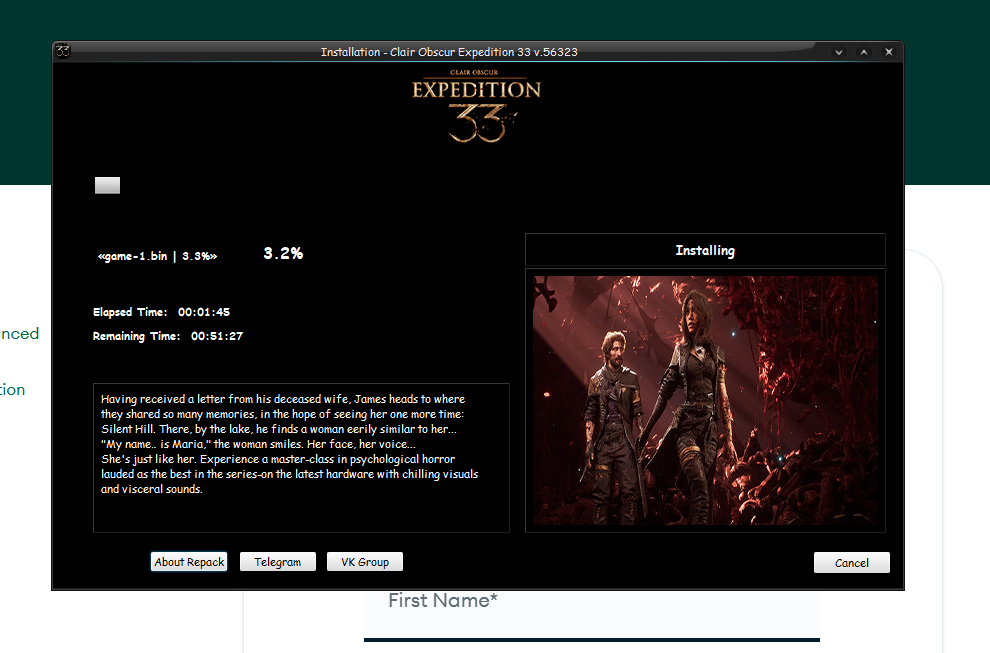 33
Installation - Clair Obscur Expedition 33 v.56323
CLAIR OBSCUR
EXPEDITION
33
«game-1.bin | 3.3%»
3.2%
Installing
Elapsed Time: 00:01:45
Remaining Time: 00:51:27
nced
tion
Having received a letter from his deceased wife, James heads to where
they shared so many memories, in the hope of seeing her one more time:
Silent Hill. There, by the lake, he finds a woman eerily similar to her...
"My name.. is Maria," the woman smiles. Her face, her voice...
She's just like her. Experience a master-class in psychological horror
lauded as the best in the series-on the latest hardware with chilling visuals
and visceral sounds.
About Repack
Telegram
VK Group
Cancel
First Name*